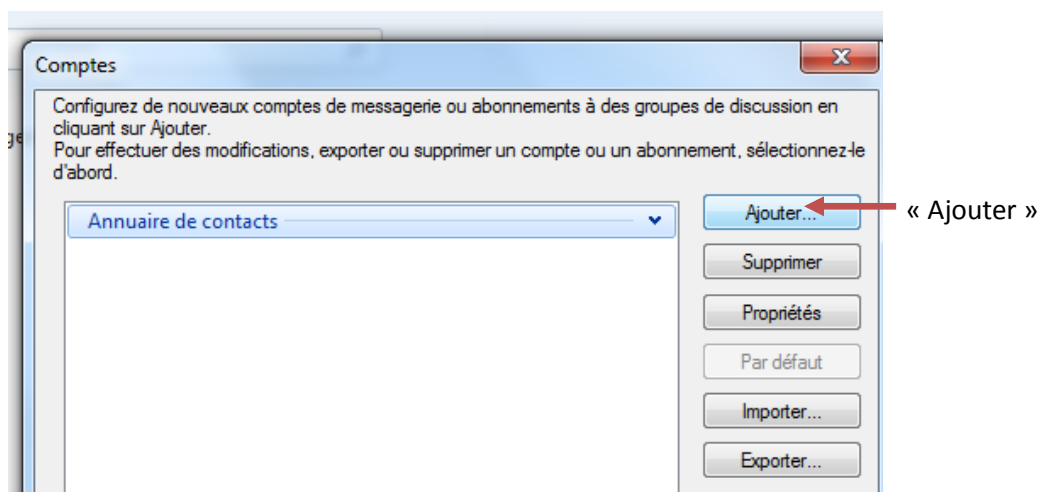 Comptes
Configurez de nouveaux comptes de messagerie ou abonnements à des groupes de discussion en
cliquant sur Ajouter.
Pour effectuer des modifications, exporter ou supprimer un compte ou un abonnement, sélectionnez-le
d'abord.
Annuaire de contacts
Ajouter...
« Ajouter »
Supprimer
Propriétés
Par défaut
Importer...
Exporter...